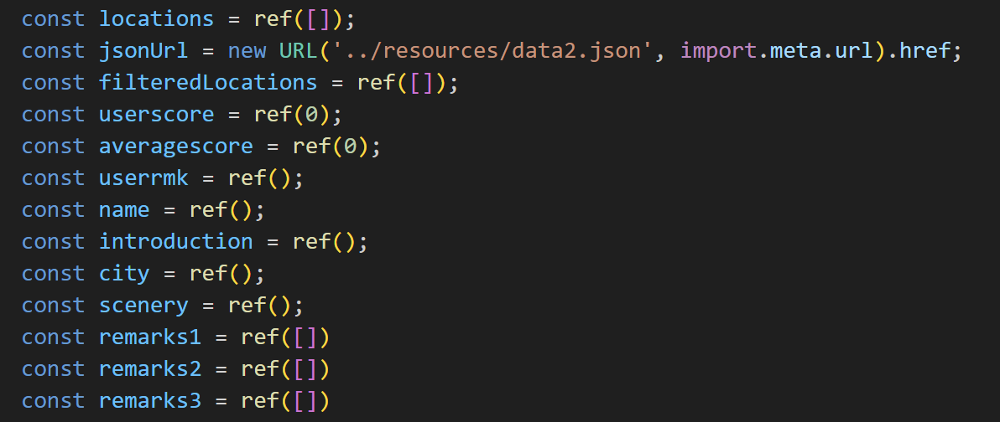 const locations = ref([]);
const jsonUrl = new URL('../resources/data2.json', import.meta.url).href;
const filteredLocations = ref([]);
const userscore = ref(0);
const averagescore = ref(0);
const userrmk = ref();
const name = ref();
const introduction = ref();
const city = ref();
const scenery = ref();
const remarks1 = ref([])
const remarks2 = ref([])
const remarks3 = ref([])